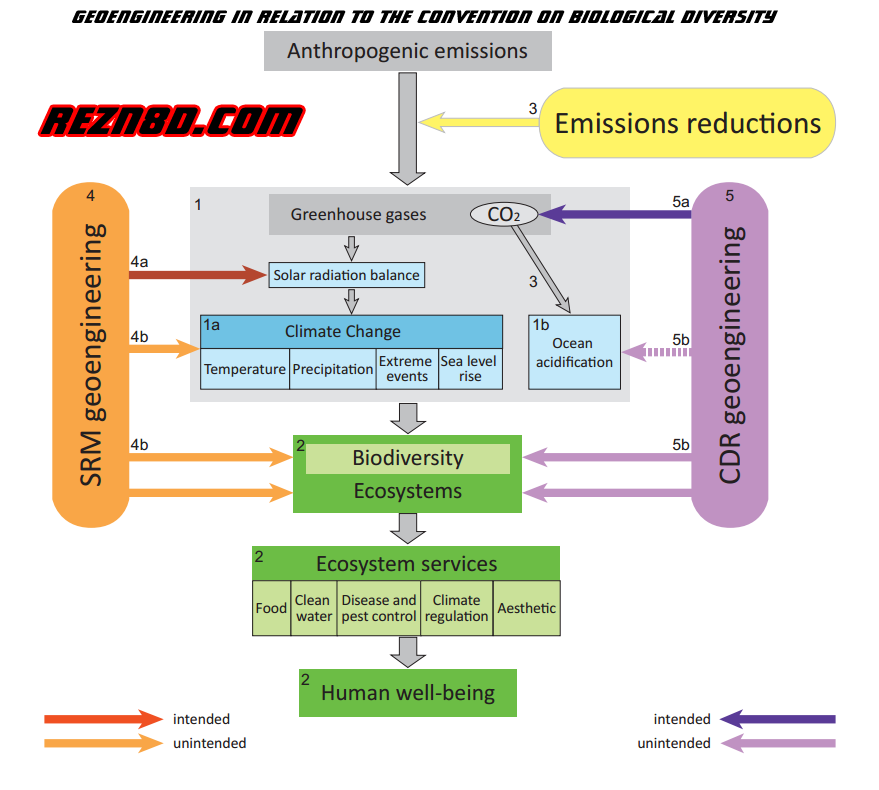 GEOENGINEERING IN RELATION TO THE CONVENTION ON BIOLOGICAL DIVERSITY
Anthropogenic emissions
REZN8D.COM
3
Emissions reductions
4
SRM geoengineering
5
CDR geoengineering
1
Greenhouse gases
CO₂
5a
4a
Solar radiation balance
3
4b
1a
Climate Change
Temperature
Precipitation
Extreme
events
Sea level
rise
1b
Ocean
acidification
5b
4b
2
Biodiversity
Ecosystems
5b
2
Ecosystem services
Food
Clean
water
Disease and
pest control
Climate
regulation
Aesthetic
2
Human well-being
intended
unintended
intended
unintended